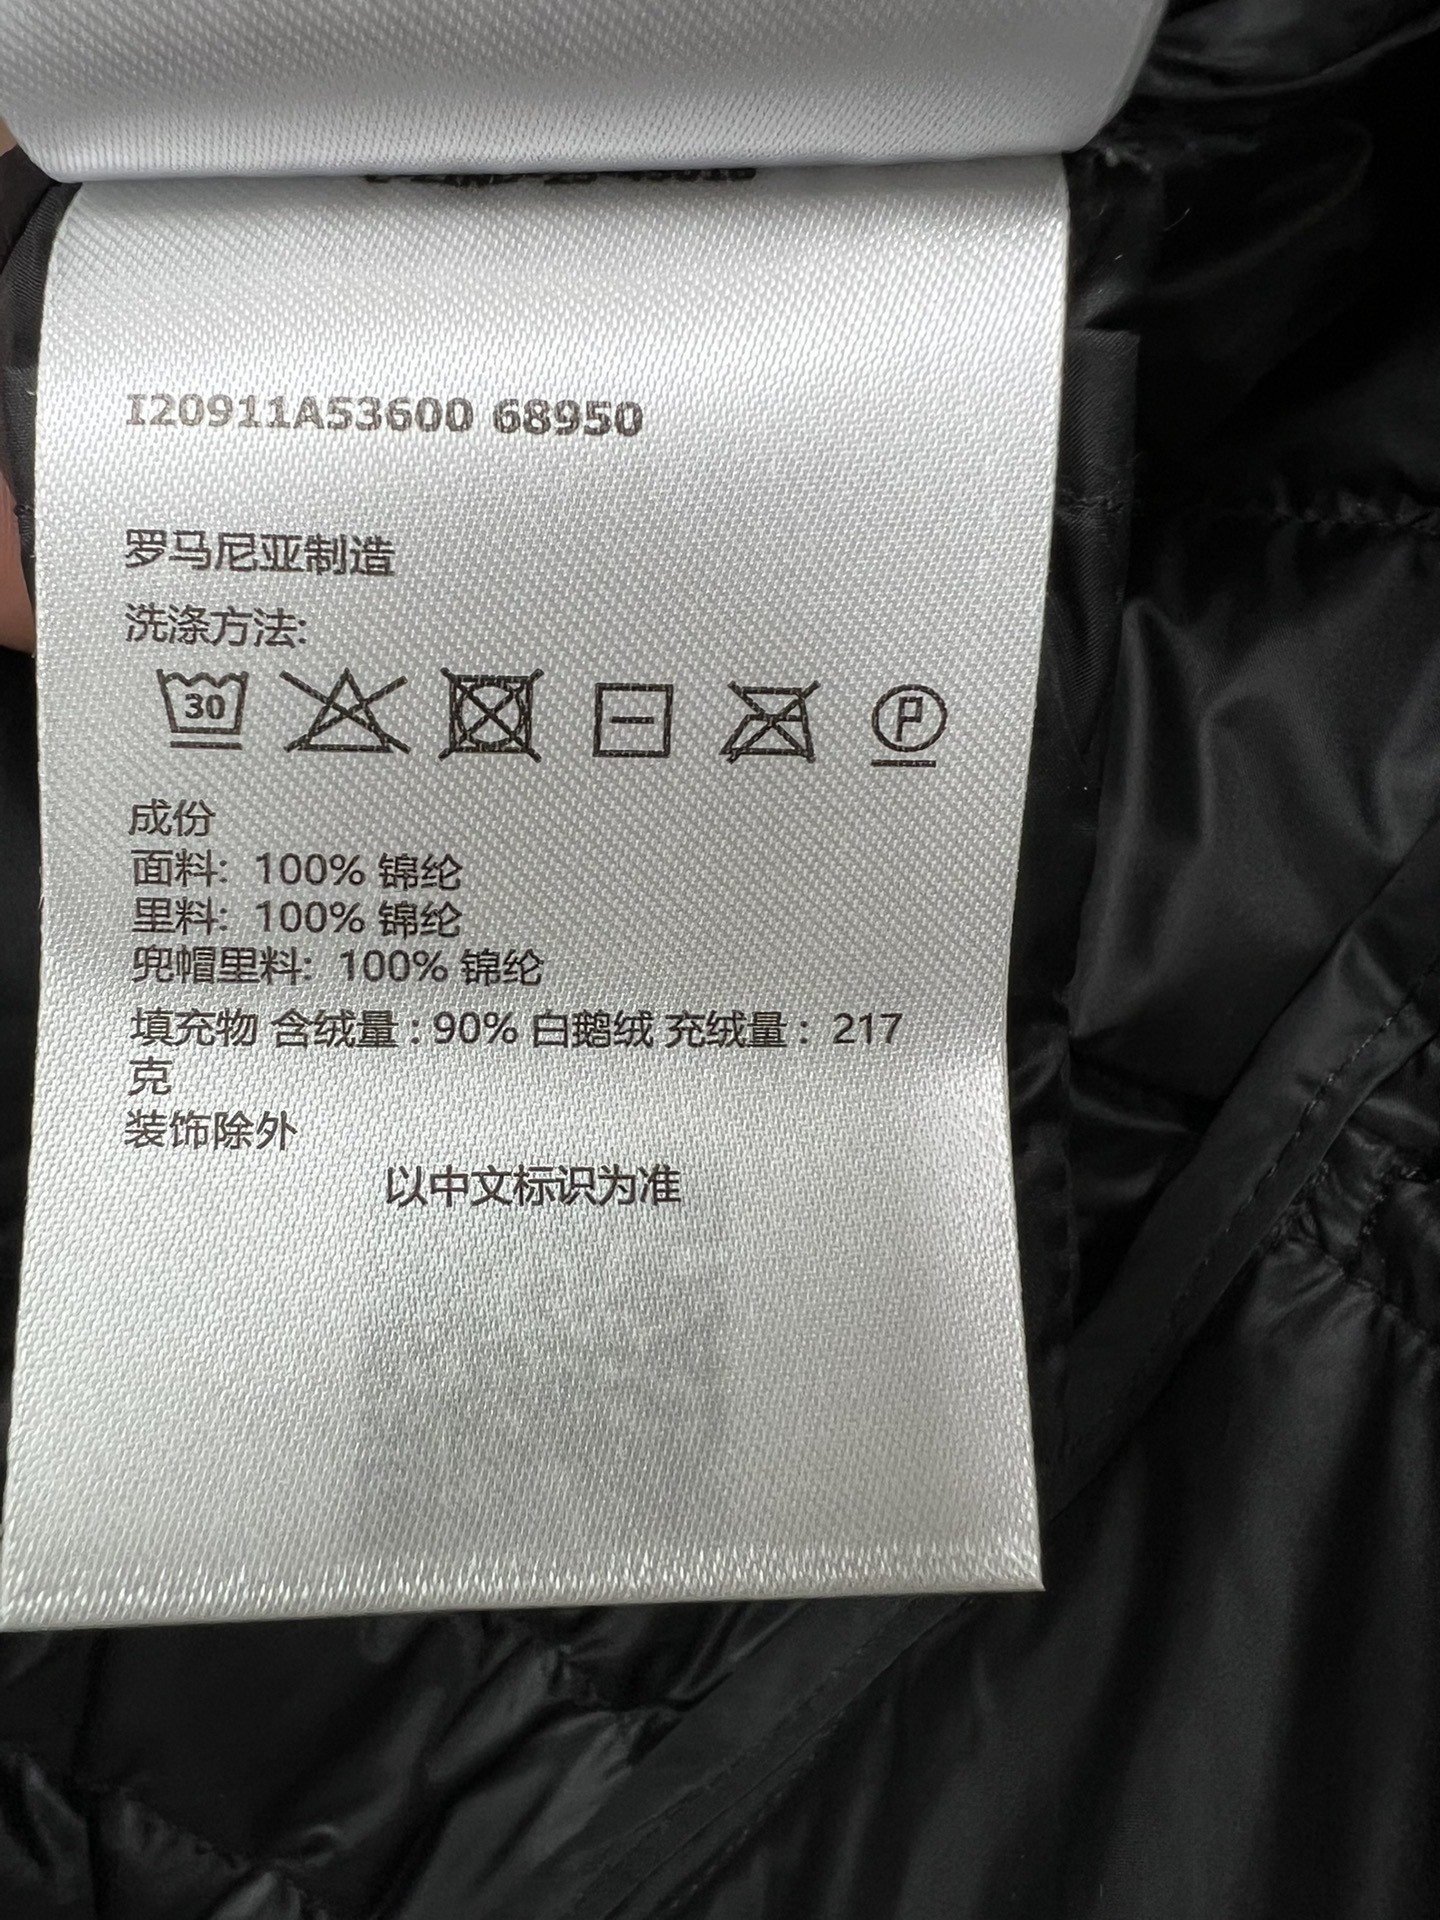 I20911A53600 68950
罗马尼亚制造
洗涤方法:
30 P
成份
面料: 100% 锦纶
里料: 100% 锦纶
兜帽里料: 100% 锦纶
填充物 含绒量 : 90% 白鹅绒 充绒量 : 217
克
装饰除外
以中文标识为准